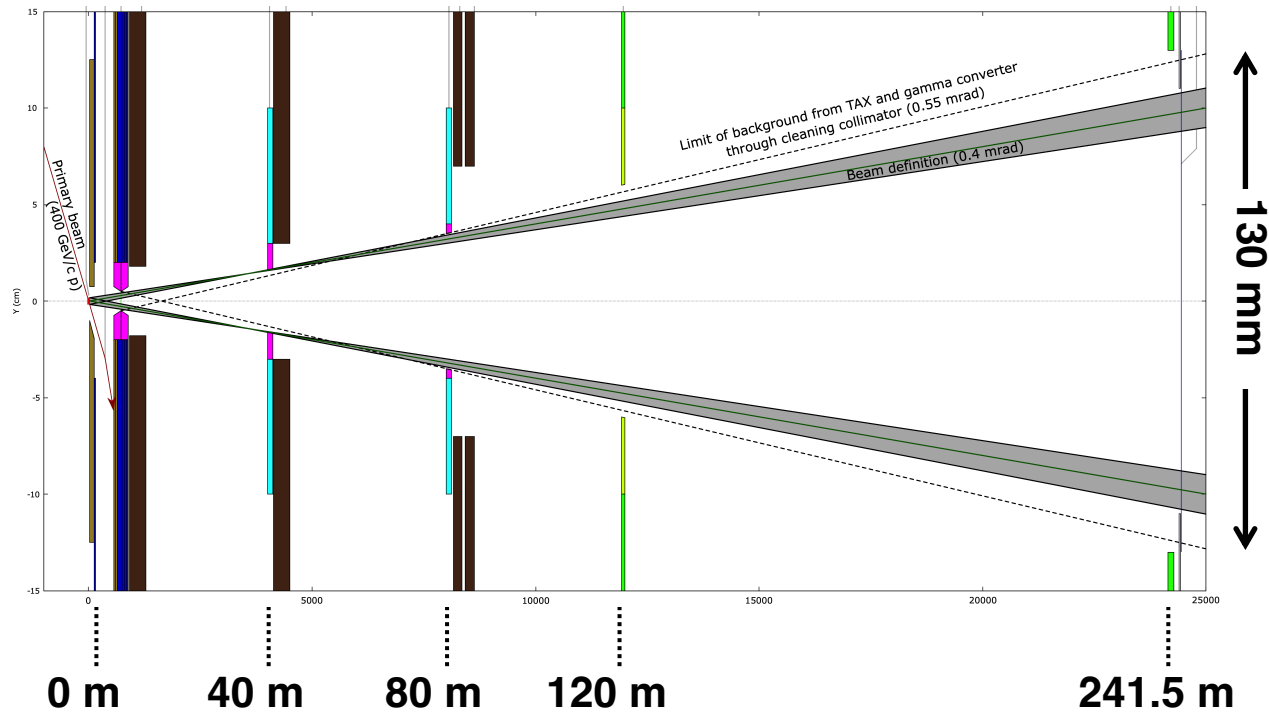 15
10
5
0
-5
-10
-15
Y (cm)
Primary beam
(400 GeV/c p)
Limit of background from TAX and gamma converter
through cleaning collimator (0.55 mrad)
Beam definition (0.4 mrad)
130 mm
0
5000
10000
15000
20000
25000
0 m
40 m
80 m
120 m
241.5 m